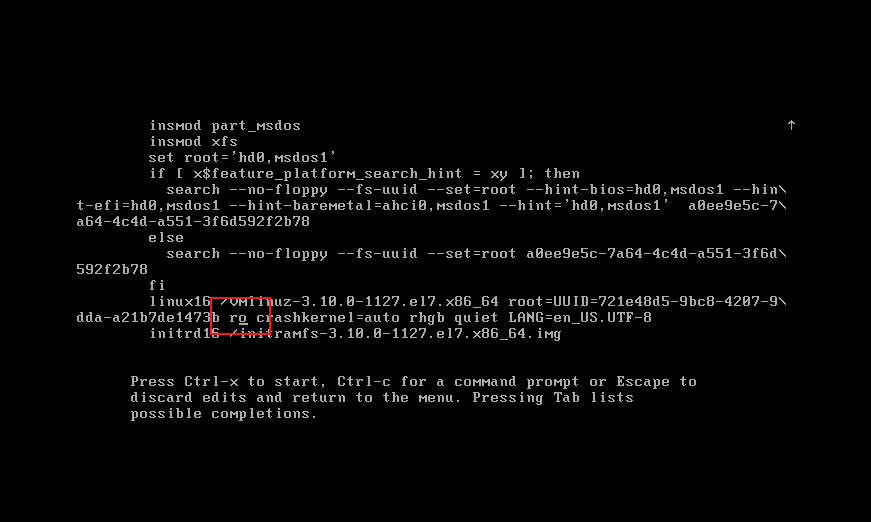 insmod part_msdos ↑
insmod xfs
set root='hd0,msdos1'
if [ x$feature_platform_search_hint = xy ]; then
search --no-floppy --fs-uuid --set=root --hint-bios=hd0,msdos1 --hin\
t-efi=hd0,msdos1 --hint-baremetal=ahci0,msdos1 --hint='hd0,msdos1'  a0ee9e5c-7\
a64-4c4d-a551-3f6d592f2b78
else
search --no-floppy --fs-uuid --set=root a0ee9e5c-7a64-4c4d-a551-3f6d\
592f2b78
fi
linux16 /vmlinuz-3.10.0-1127.el7.x86_64 root=UUID=721e48d5-9bc8-4207-9\
dda-a21b7de1473b ro crashkernel=auto rhgb quiet LANG=en_US.UTF-8
initrd16 /initramfs-3.10.0-1127.el7.x86_64.img
Press Ctrl-x to start, Ctrl-c for a command prompt or Escape to
discard edits and return to the menu. Pressing Tab lists
possible completions.